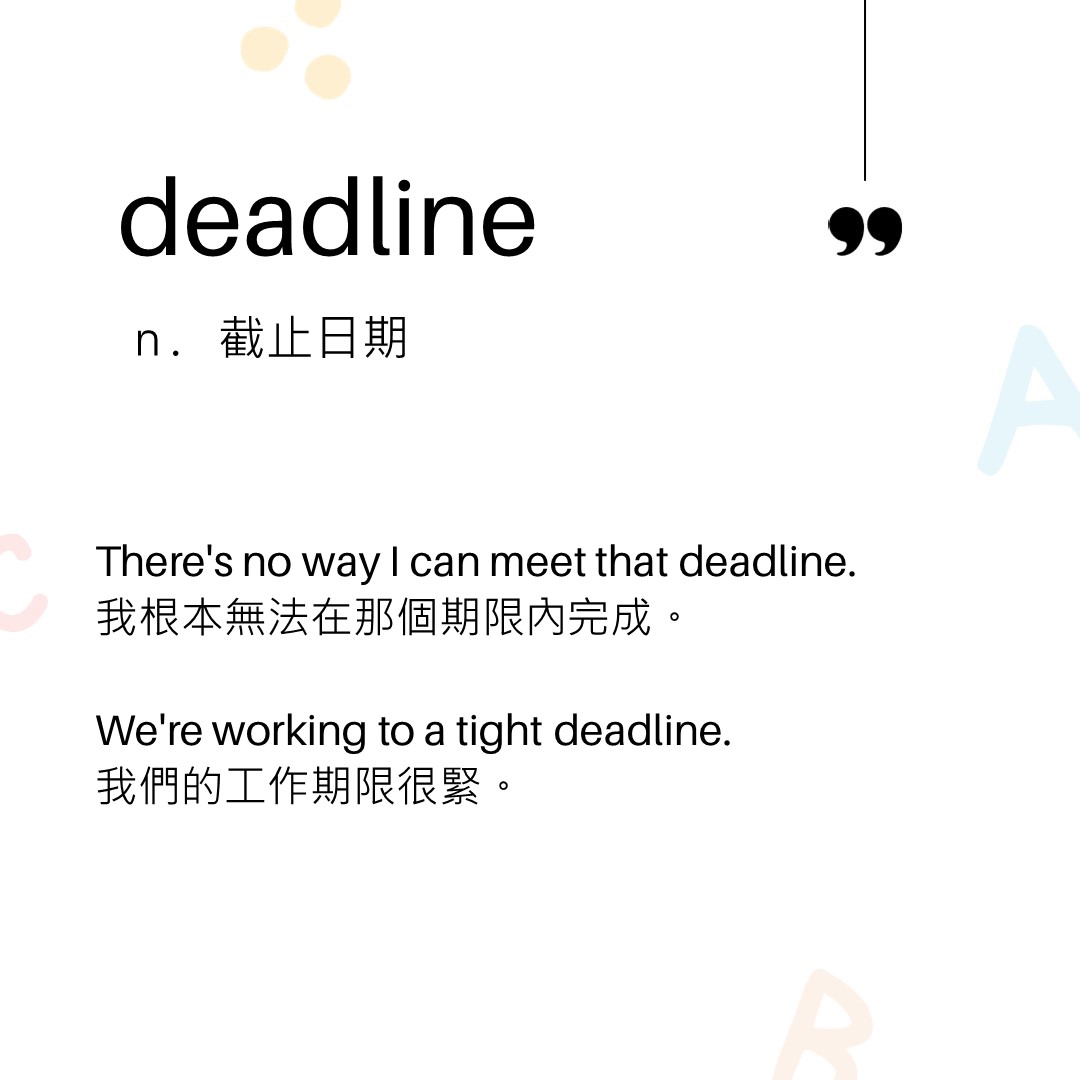 deadline
”
n. 截止日期
A
There's no way I can meet that deadline.
C
我根本無法在那個期限內完成。
We're working to a tight deadline.
我們的工作期限很緊。
B